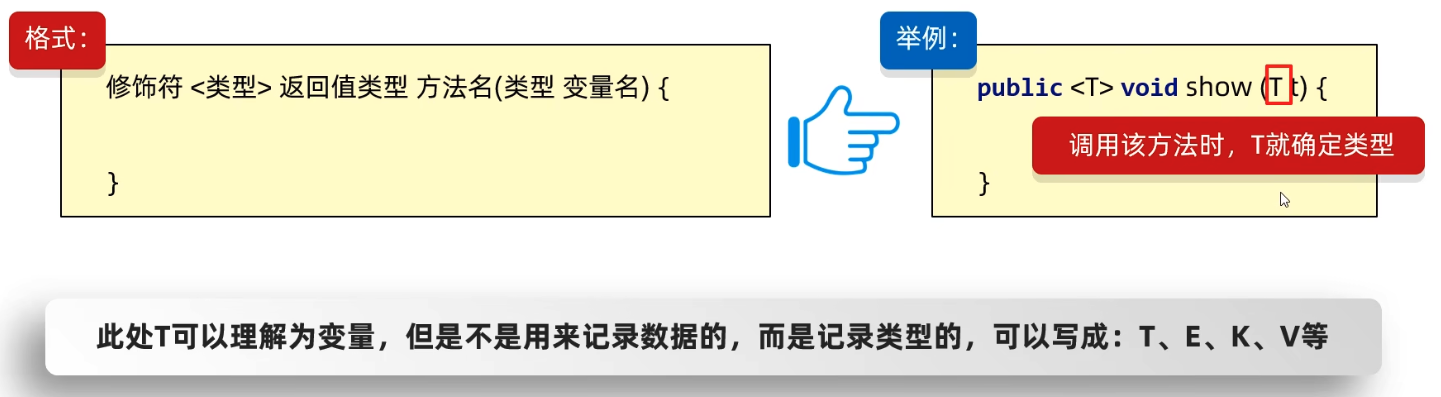 格式：
修饰符 <类型> 返回值类型 方法名(类型 变量名) {
}
举例：
public <T> void show (T t) {
调用该方法时，T就确定类型
}
此处T可以理解为变量，但是不是用来记录数据的，而是记录类型的，可以写成：T、E、K、V等